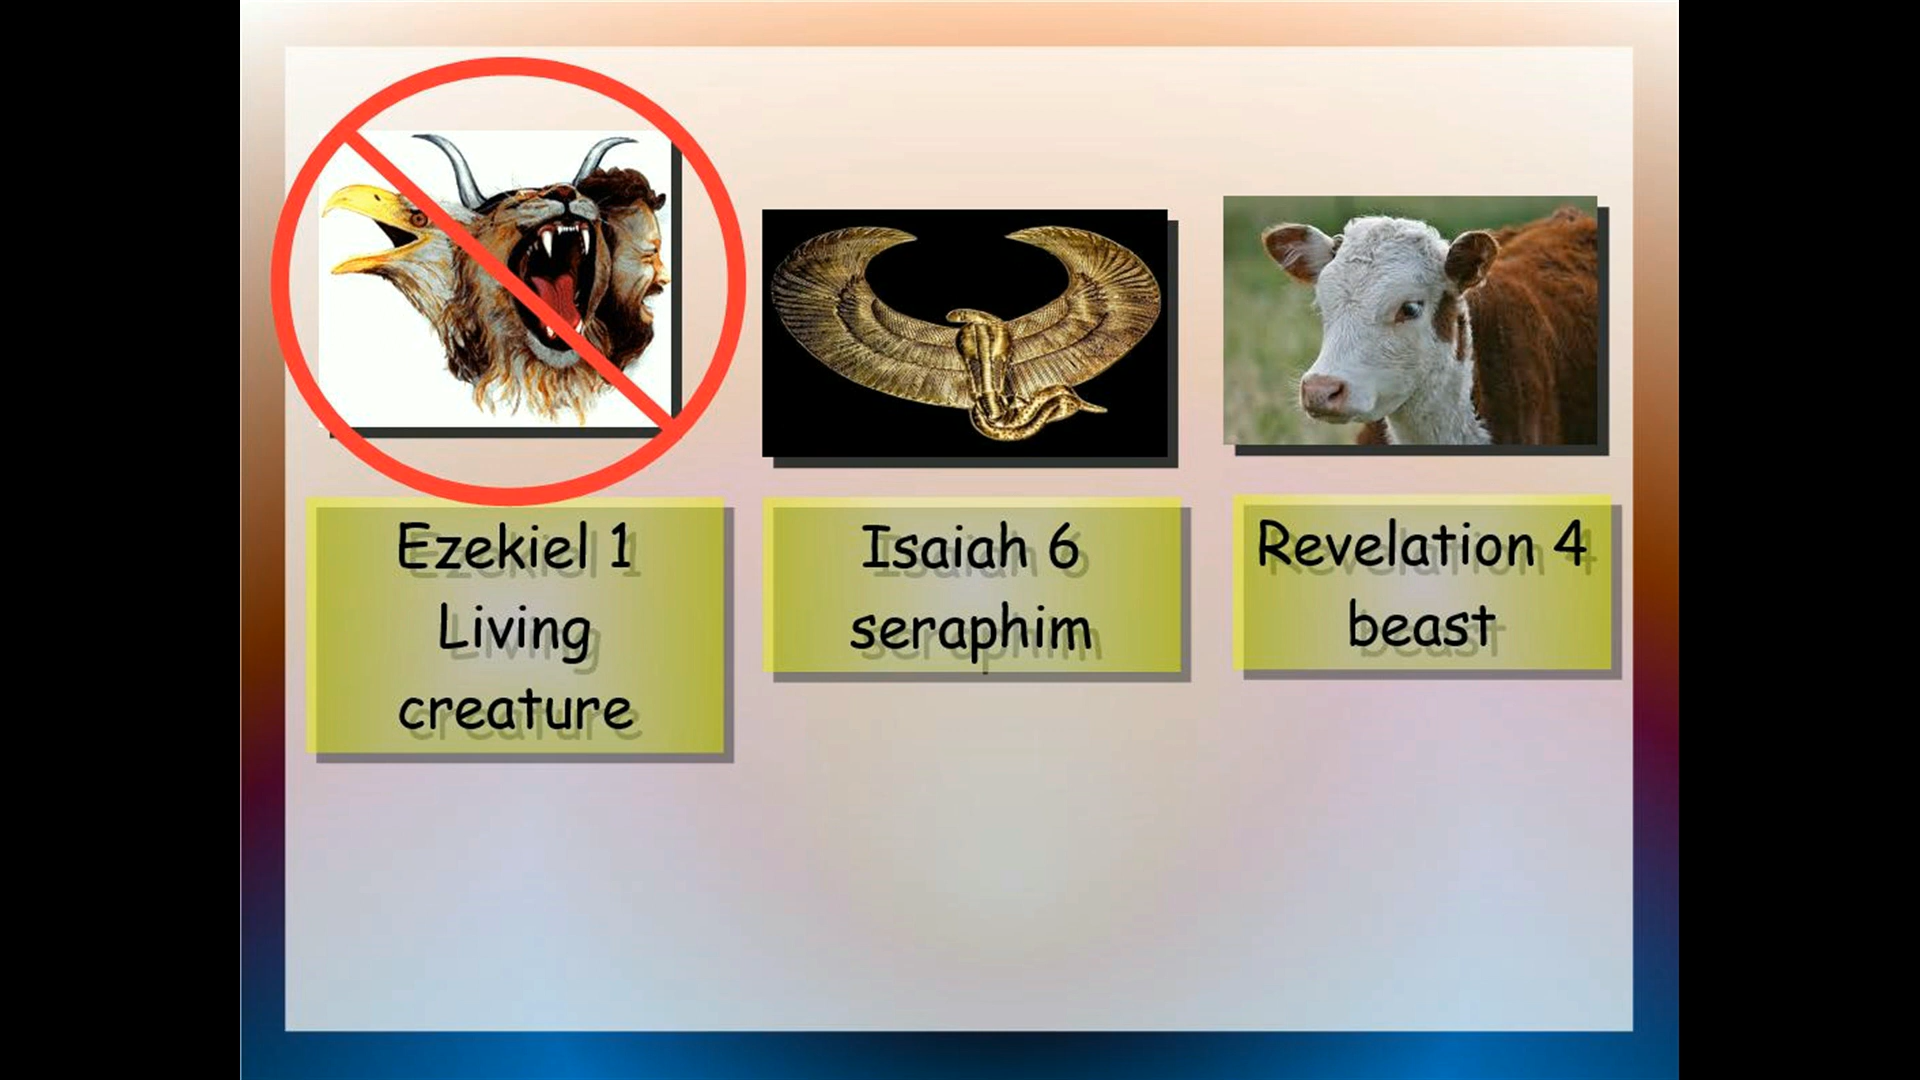 Ezekiel 1
Living
creature
Isaiah 6
seraphim
Revelation 4
beast